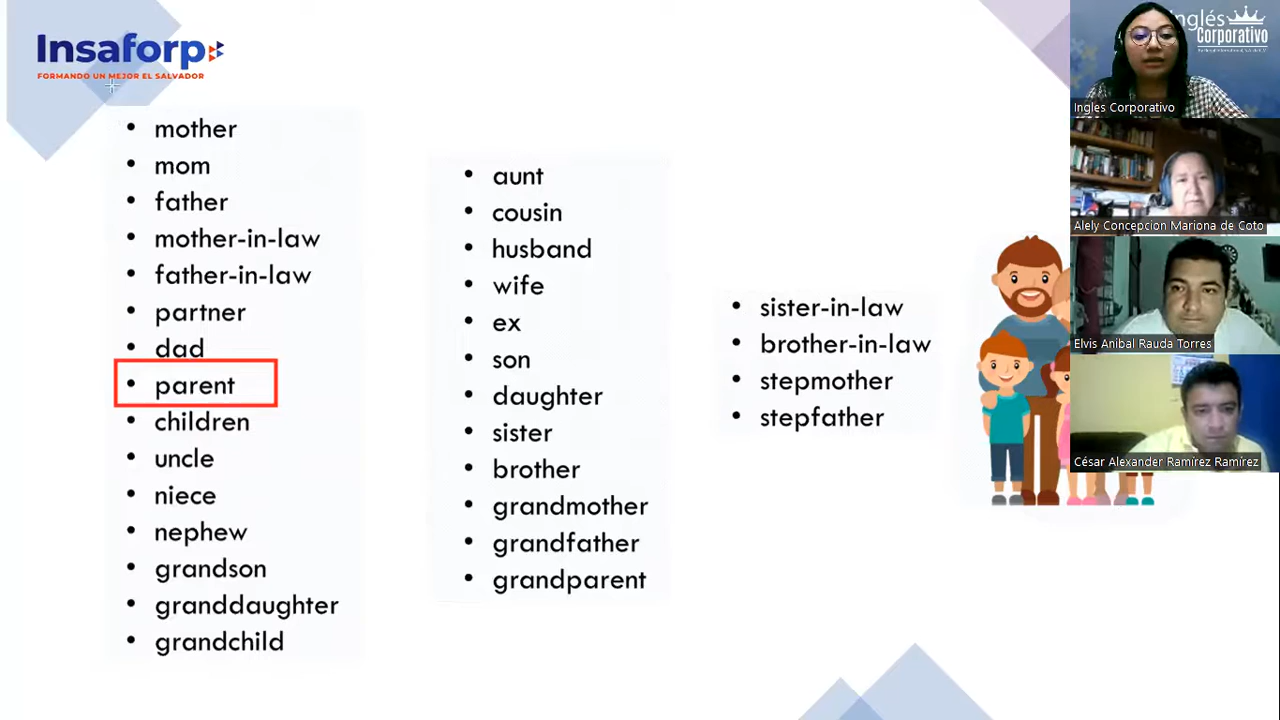 Insaforp
FORMANDO UN MEJOR EL SALVADOR
• mother
• mom
• father
• mother-in-law
• father-in-law
• partner
• dad
• parent
• children
• uncle
• niece
• nephew
• grandson
• granddaughter
• grandchild
• aunt
• cousin
• husband
• wife
• ex
• son
• daughter
• sister
• brother
• grandmother
• grandfather
• grandparent
• sister-in-law
• brother-in-law
• stepmother
• stepfather
inglés
Corporativo
Ingles Corporativo
Alely Concepcion Mariona de Coto
Elvis Anibal Rauda Torres
César Alexander Ramírez Ramírez